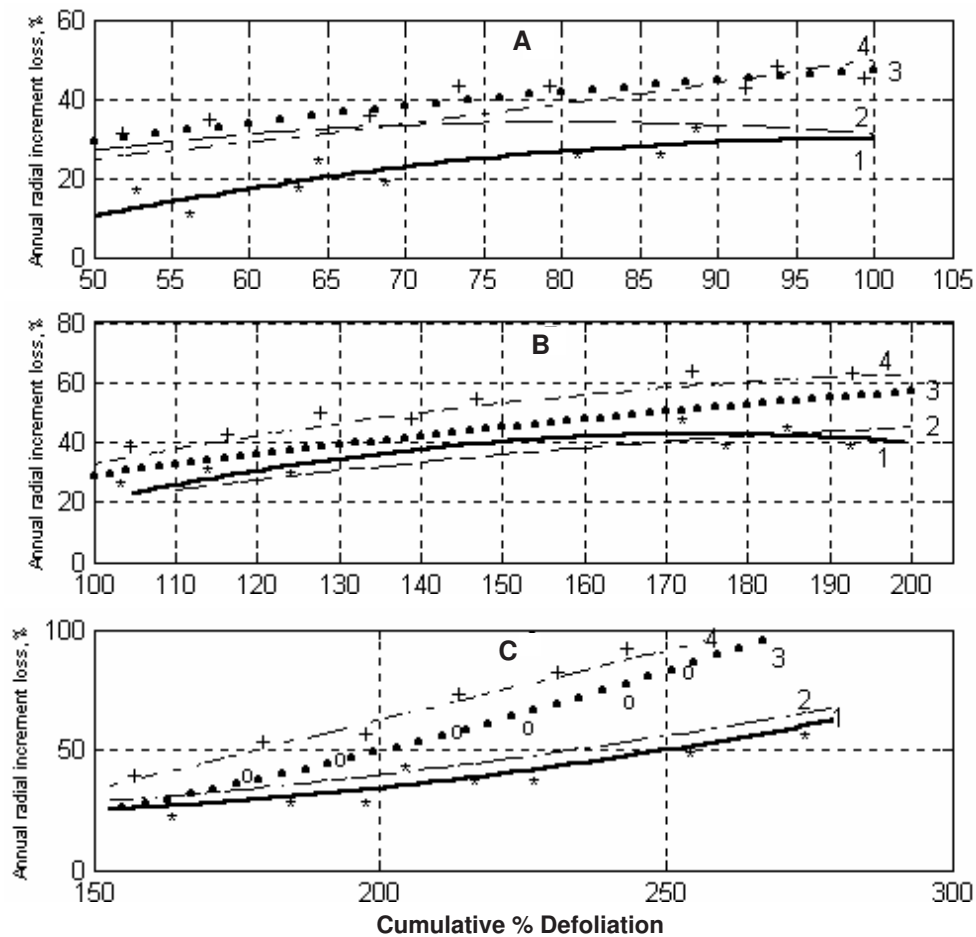 A
Annual radial increment loss, %
60
40
20
0
4
3
2
1
50 55 60 65 70 75 80 85 90 95 100 105
B
Annual radial increment loss, %
80
60
40
20
0
4
3
2
1
100 110 120 130 140 150 160 170 180 190 200
C
Annual radial increment loss, %
100
50
0
4
3
2
1
150 200 250 300
Cumulative % Defoliation